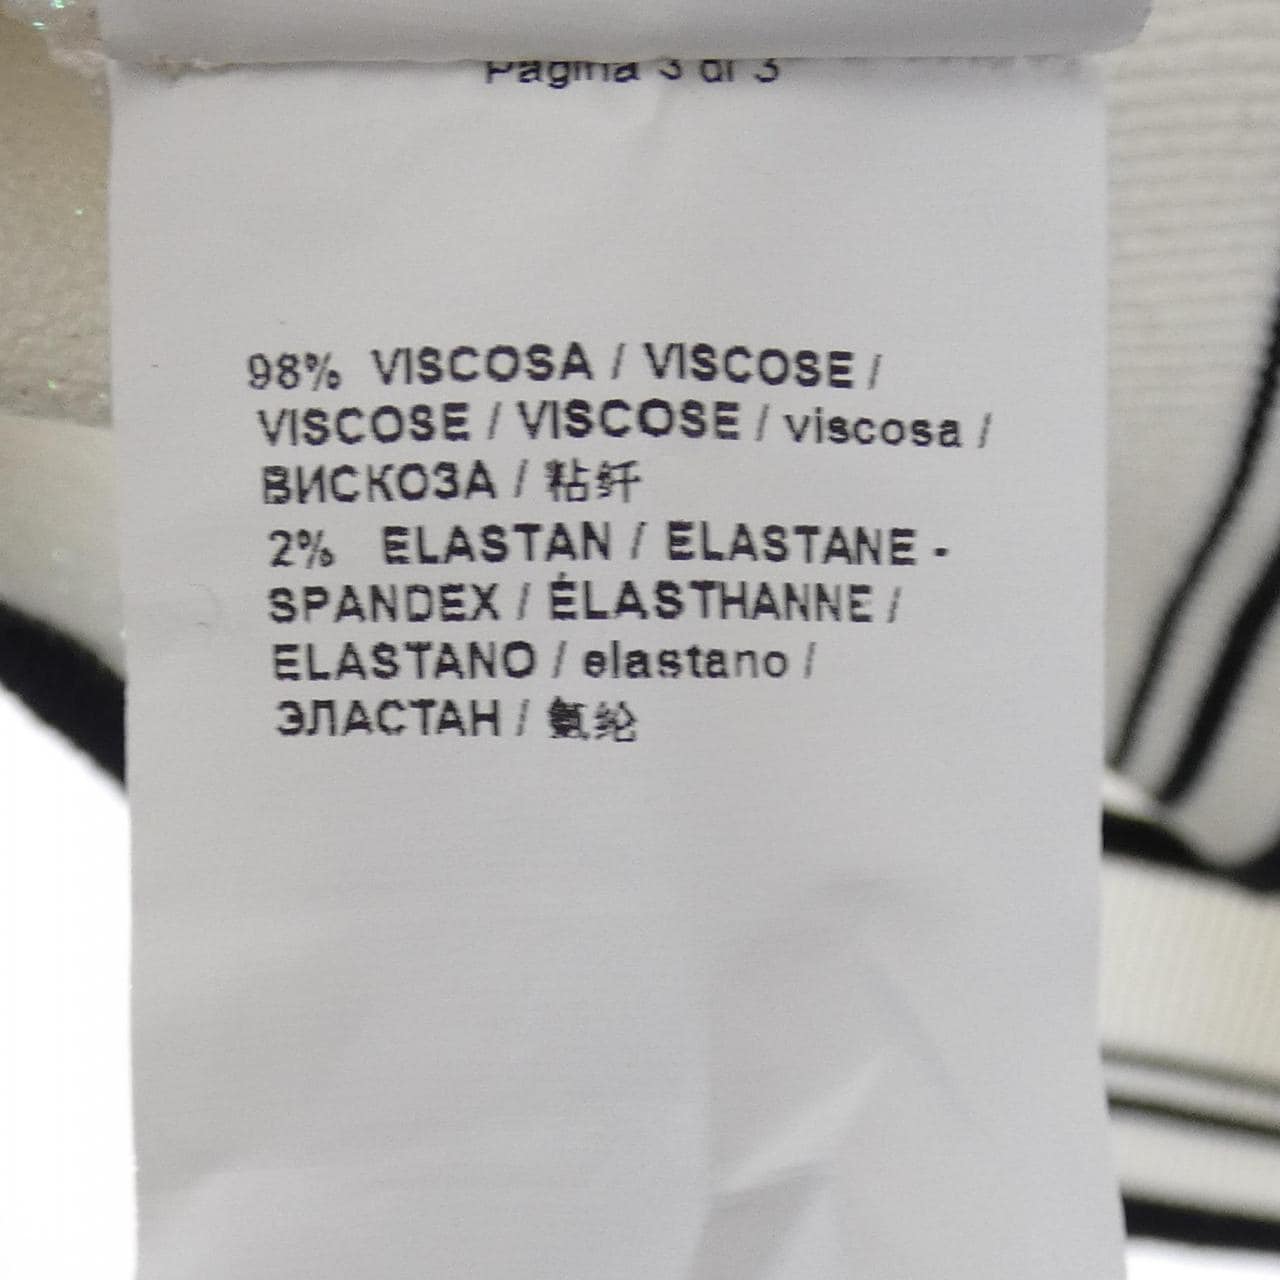 Pagina 3 di 3
98% VISCOSA / VISCOSE /
VISCOSE / VISCOSE / viscosa /
ВИСКОЗА / 粘纤
2% ELASTAN / ELASTANE -
SPANDEX / ÉLASTHANNE /
ELASTANO / elastano /
ЭЛАСТАН / 氨纶